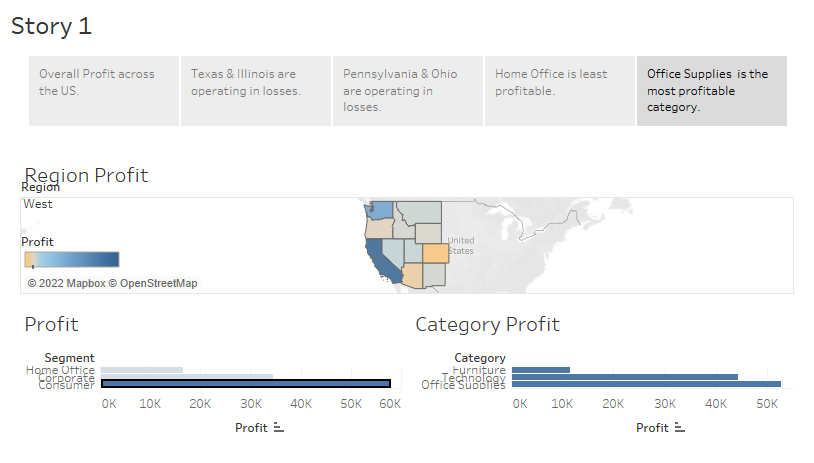 Story 1
Overall Profit across
the US.
Texas & Illinois are
operating in losses.
Pennsylvania & Ohio
are operating in
losses.
Home Office is least
profitable.
Office Supplies is the
most profitable
category.
Region Profit
Region
West
Profit
© 2022 Mapbox © OpenStreetMap
United
States
Profit
Segment
Home Office
Corporate
Consumer
0K 10K 20K 30K 40K 50K 60K
Profit
Category Profit
Category
Furniture
Technology
Office Supplies
0K 10K 20K 30K 40K 50K
Profit